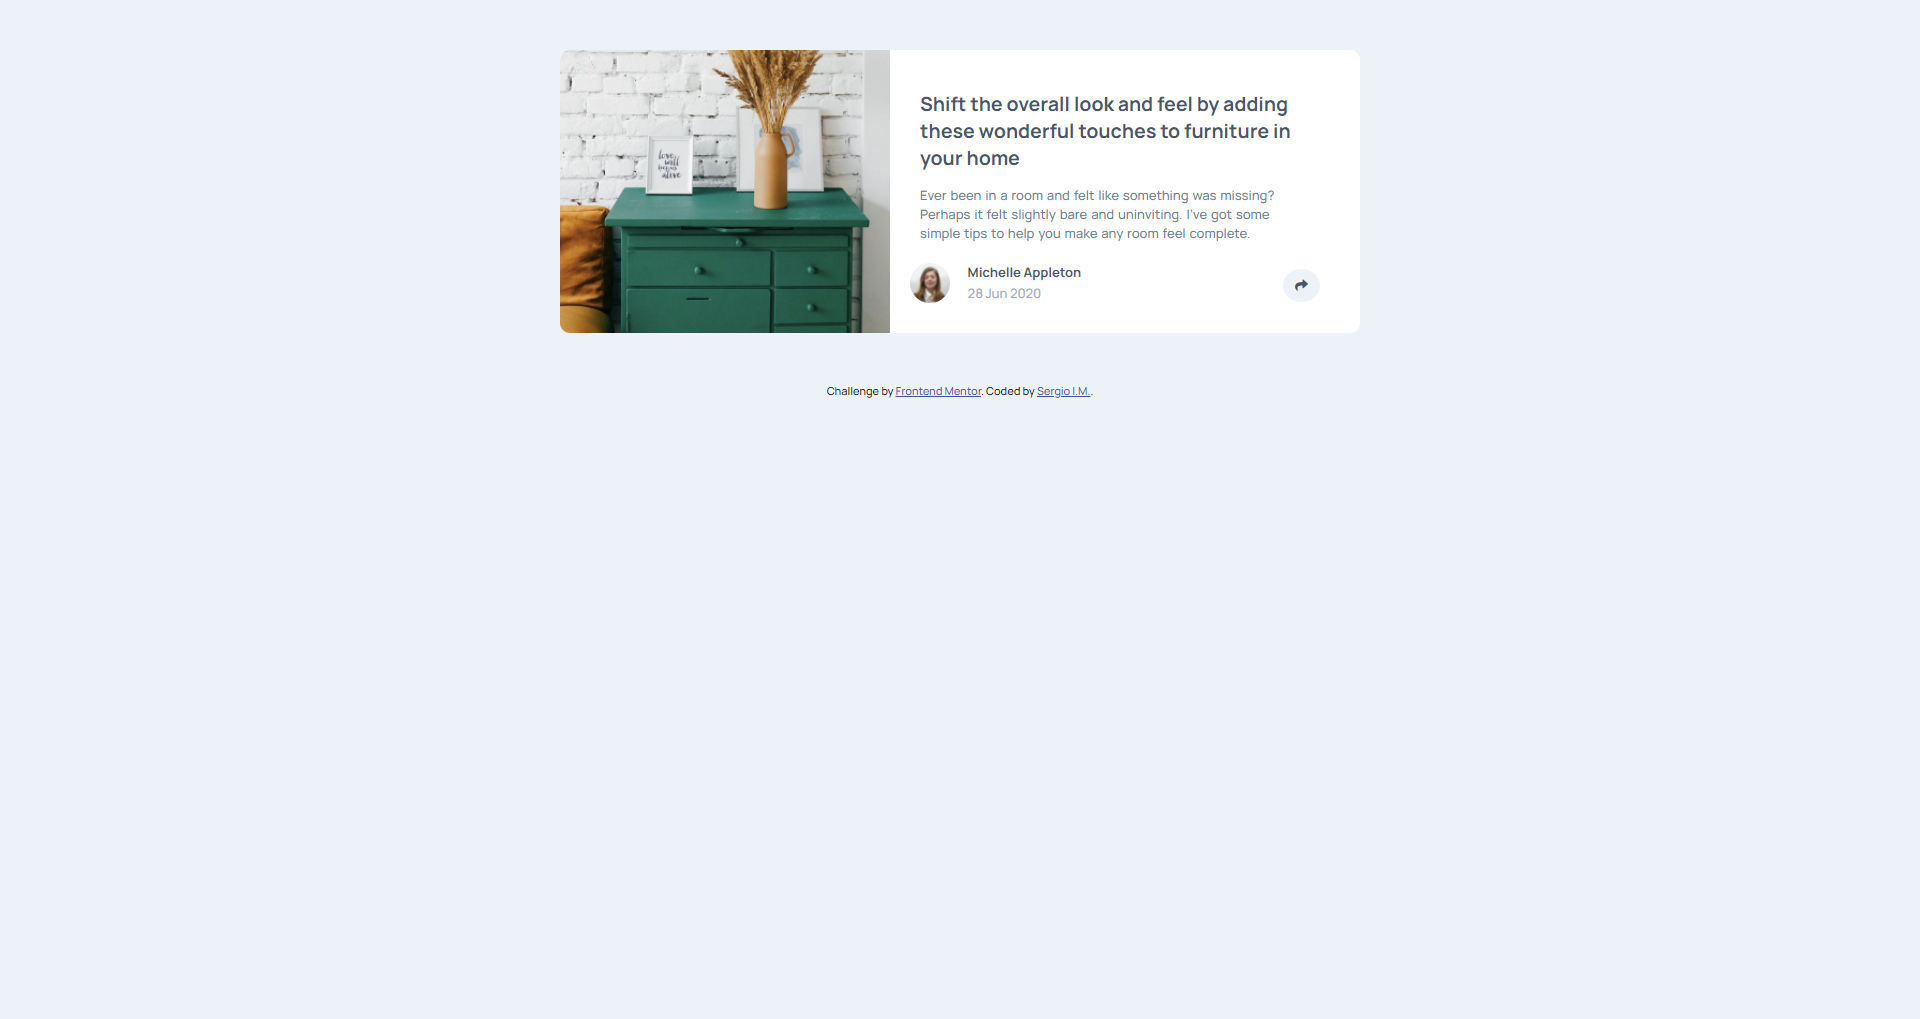 love
will
alive
Shift the overall look and feel by adding
these wonderful touches to furniture in
your home
Ever been in a room and felt like something was missing?
Perhaps it felt slightly bare and uninviting. I've got some
simple tips to help you make any room feel complete.
Michelle Appleton
28 Jun 2020
Challenge by Frontend Mentor. Coded by Sergio I.M..